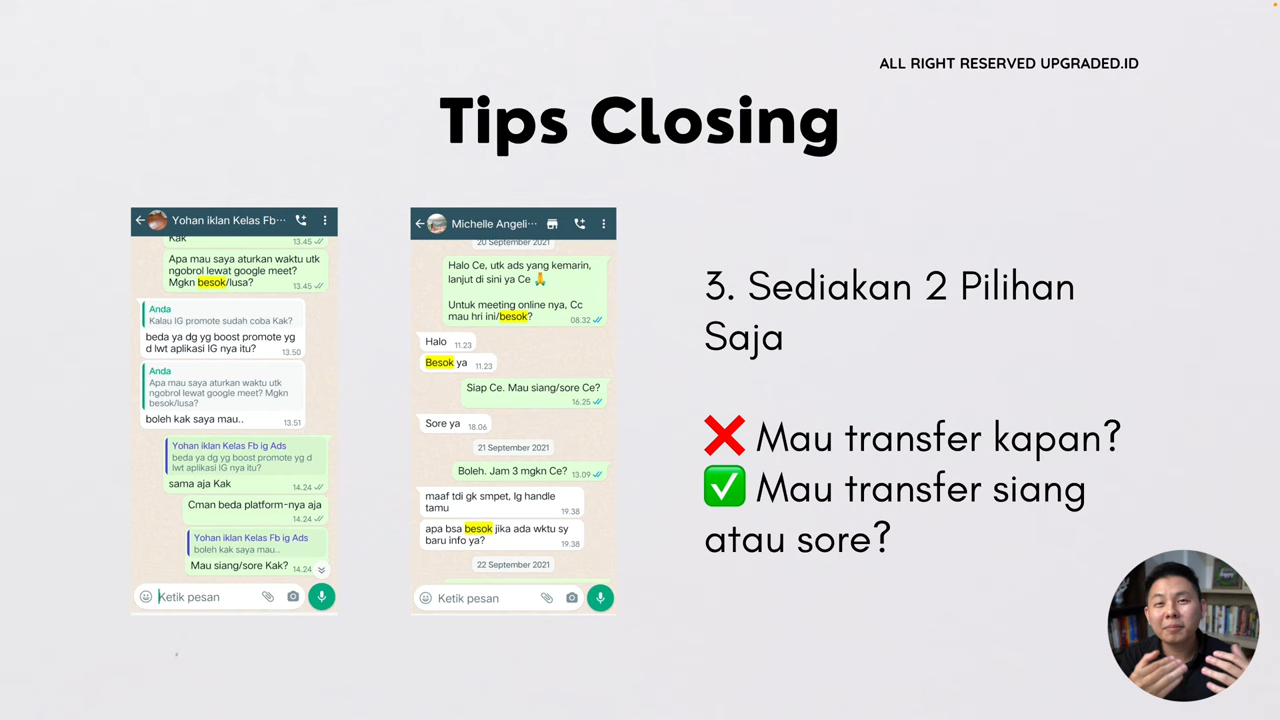 ALL RIGHT RESERVED UPGRADED.ID
Tips Closing
Yohan iklan Kelas Fb...
Kak
13.45
Apa mau saya aturkan waktu utk
ngobrol lewat google meet?
Mgkn besok/lusa?
13.45
Anda
Kalau IG promote sudah coba Kak?
beda ya dg yg boost promote yg
d lwt aplikasi IG nya itu?
13.50
Anda
Apa mau saya aturkan waktu utk
ngobrol lewat google meet? Mgkn
besok/lusa?
boleh kak saya mau..
13.51
Yohan iklan Kelas Fb ig Ads
beda ya dg yg boost promote yg d
lwt aplikasi IG nya itu?
sama aja Kak
14.24
Cman beda platform-nya aja
14.24
Yohan iklan Kelas Fb ig Ads
boleh kak saya mau..
Mau siang/sore Kak?
14.24
Ketik pesan
Michelle Angeli...
20 September 2021
Halo Ce, utk ads yang kemarin,
lanjut di sini ya Ce 🙏
Untuk meeting online nya, Cc
mau hri ini/besok?
08.32
Halo
11.23
Besok ya
11.23
Siap Ce. Mau siang/sore Ce?
16.25
Sore ya
18.06
21 September 2021
Boleh. Jam 3 mgkn Ce?
13.09
maaf tdi gk smpet, lg handle
tamu
19.38
apa bsa besok jika ada wktu sy
baru info ya?
19.38
22 September 2021
Ketik pesan
3. Sediakan 2 Pilihan
Saja
❌ Mau transfer kapan?
✅ Mau transfer siang
atau sore?